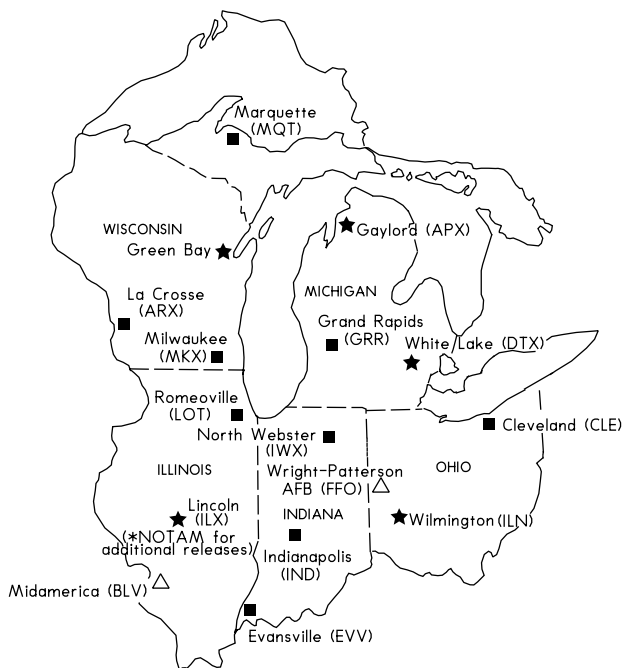 Marquette
(MQT)
WISCONSIN
Green Bay
Gaylord (APX)
La Crosse
(ARX)
MICHIGAN
Grand Rapids
(GRR)
Milwaukee
(MKX)
White Lake (DTX)
Romeoville
(LOT)
North Webster
(IWX)
Cleveland (CLE)
ILLINOIS
Wright-Patterson
AFB (FFO)
OHIO
Lincoln
(ILX)
(*NOTAM for
additional releases)
INDIANA
Wilmington (ILN)
Indianapolis
(IND)
Midamerica (BLV)
Evansville (EVV)